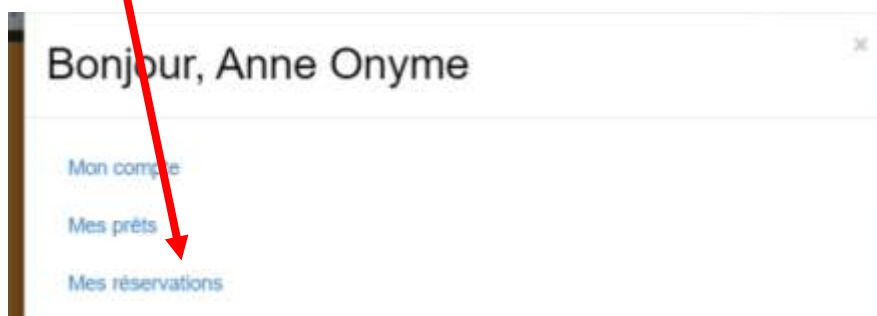 Bonjour, Anne Onyme
×
Mon compte
Mes prêts
Mes réservations